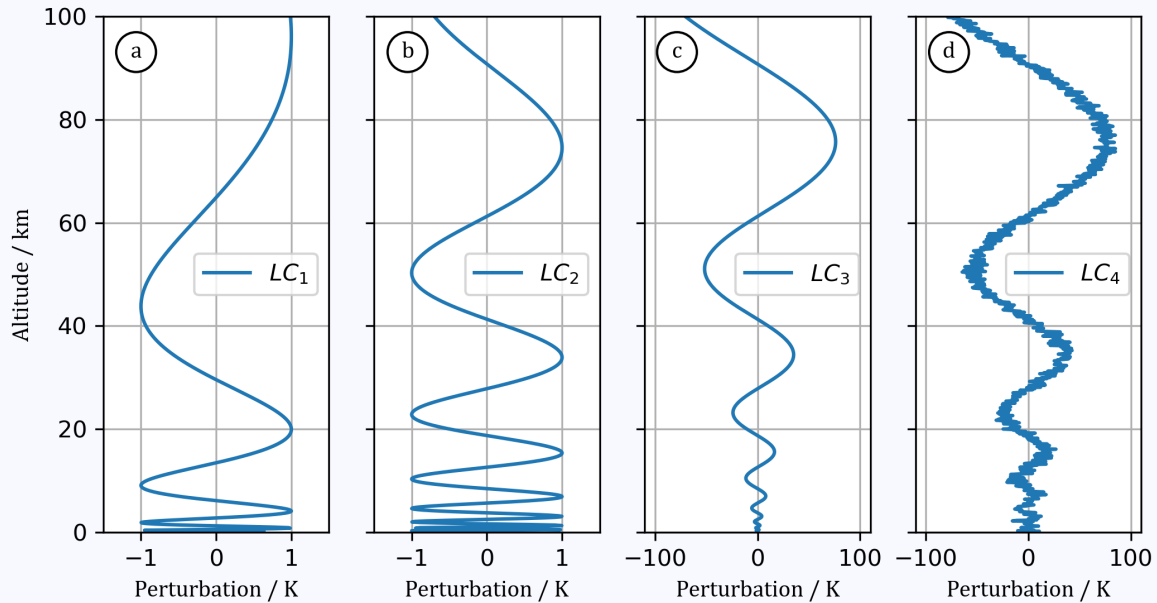 100
80
60
40
20
0
Altitude / km
a
LC1
−1 0 1
Perturbation / K
b
LC2
−1 0 1
Perturbation / K
c
LC3
−100 0 100
Perturbation / K
d
LC4
−100 0 100
Perturbation / K